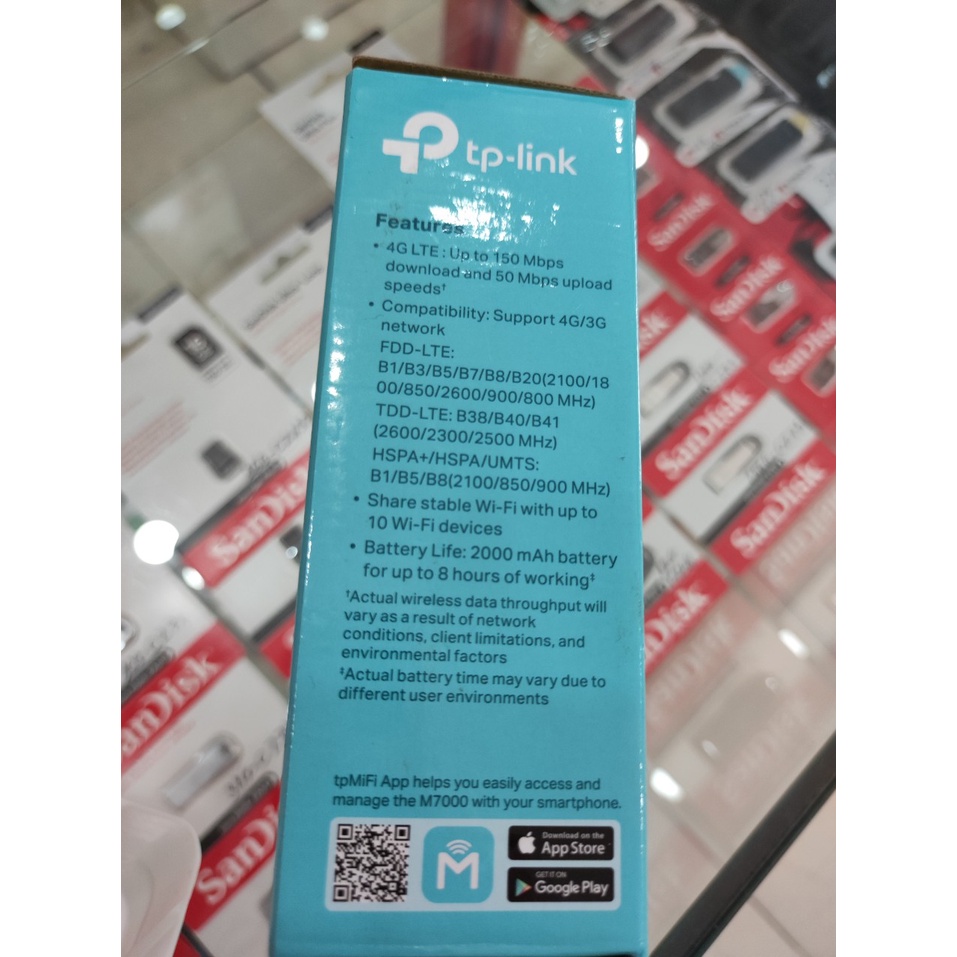 tp-link
Features
• 4G LTE : Up to 150 Mbps
download and 50 Mbps upload
speeds†
• Compatibility: Support 4G/3G
network
FDD-LTE:
B1/B3/B5/B7/B8/B20(2100/18
00/850/2600/900/800 MHz)
TDD-LTE: B38/B40/B41
(2600/2300/2500 MHz)
HSPA+/HSPA/UMTS:
B1/B5/B8(2100/850/900 MHz)
• Share stable Wi-Fi with up to
10 Wi-Fi devices
• Battery Life: 2000 mAh battery
for up to 8 hours of working‡
†Actual wireless data throughput will
vary as a result of network
conditions, client limitations, and
environmental factors
‡Actual battery time may vary due to
different user environments
tpMiFi App helps you easily access and
manage the M7000 with your smartphone.
M
Download on the
App Store
GET IT ON
Google Play
SanDisk
SanDisk
SanDisk
SanDisk
SanDisk
SanDisk